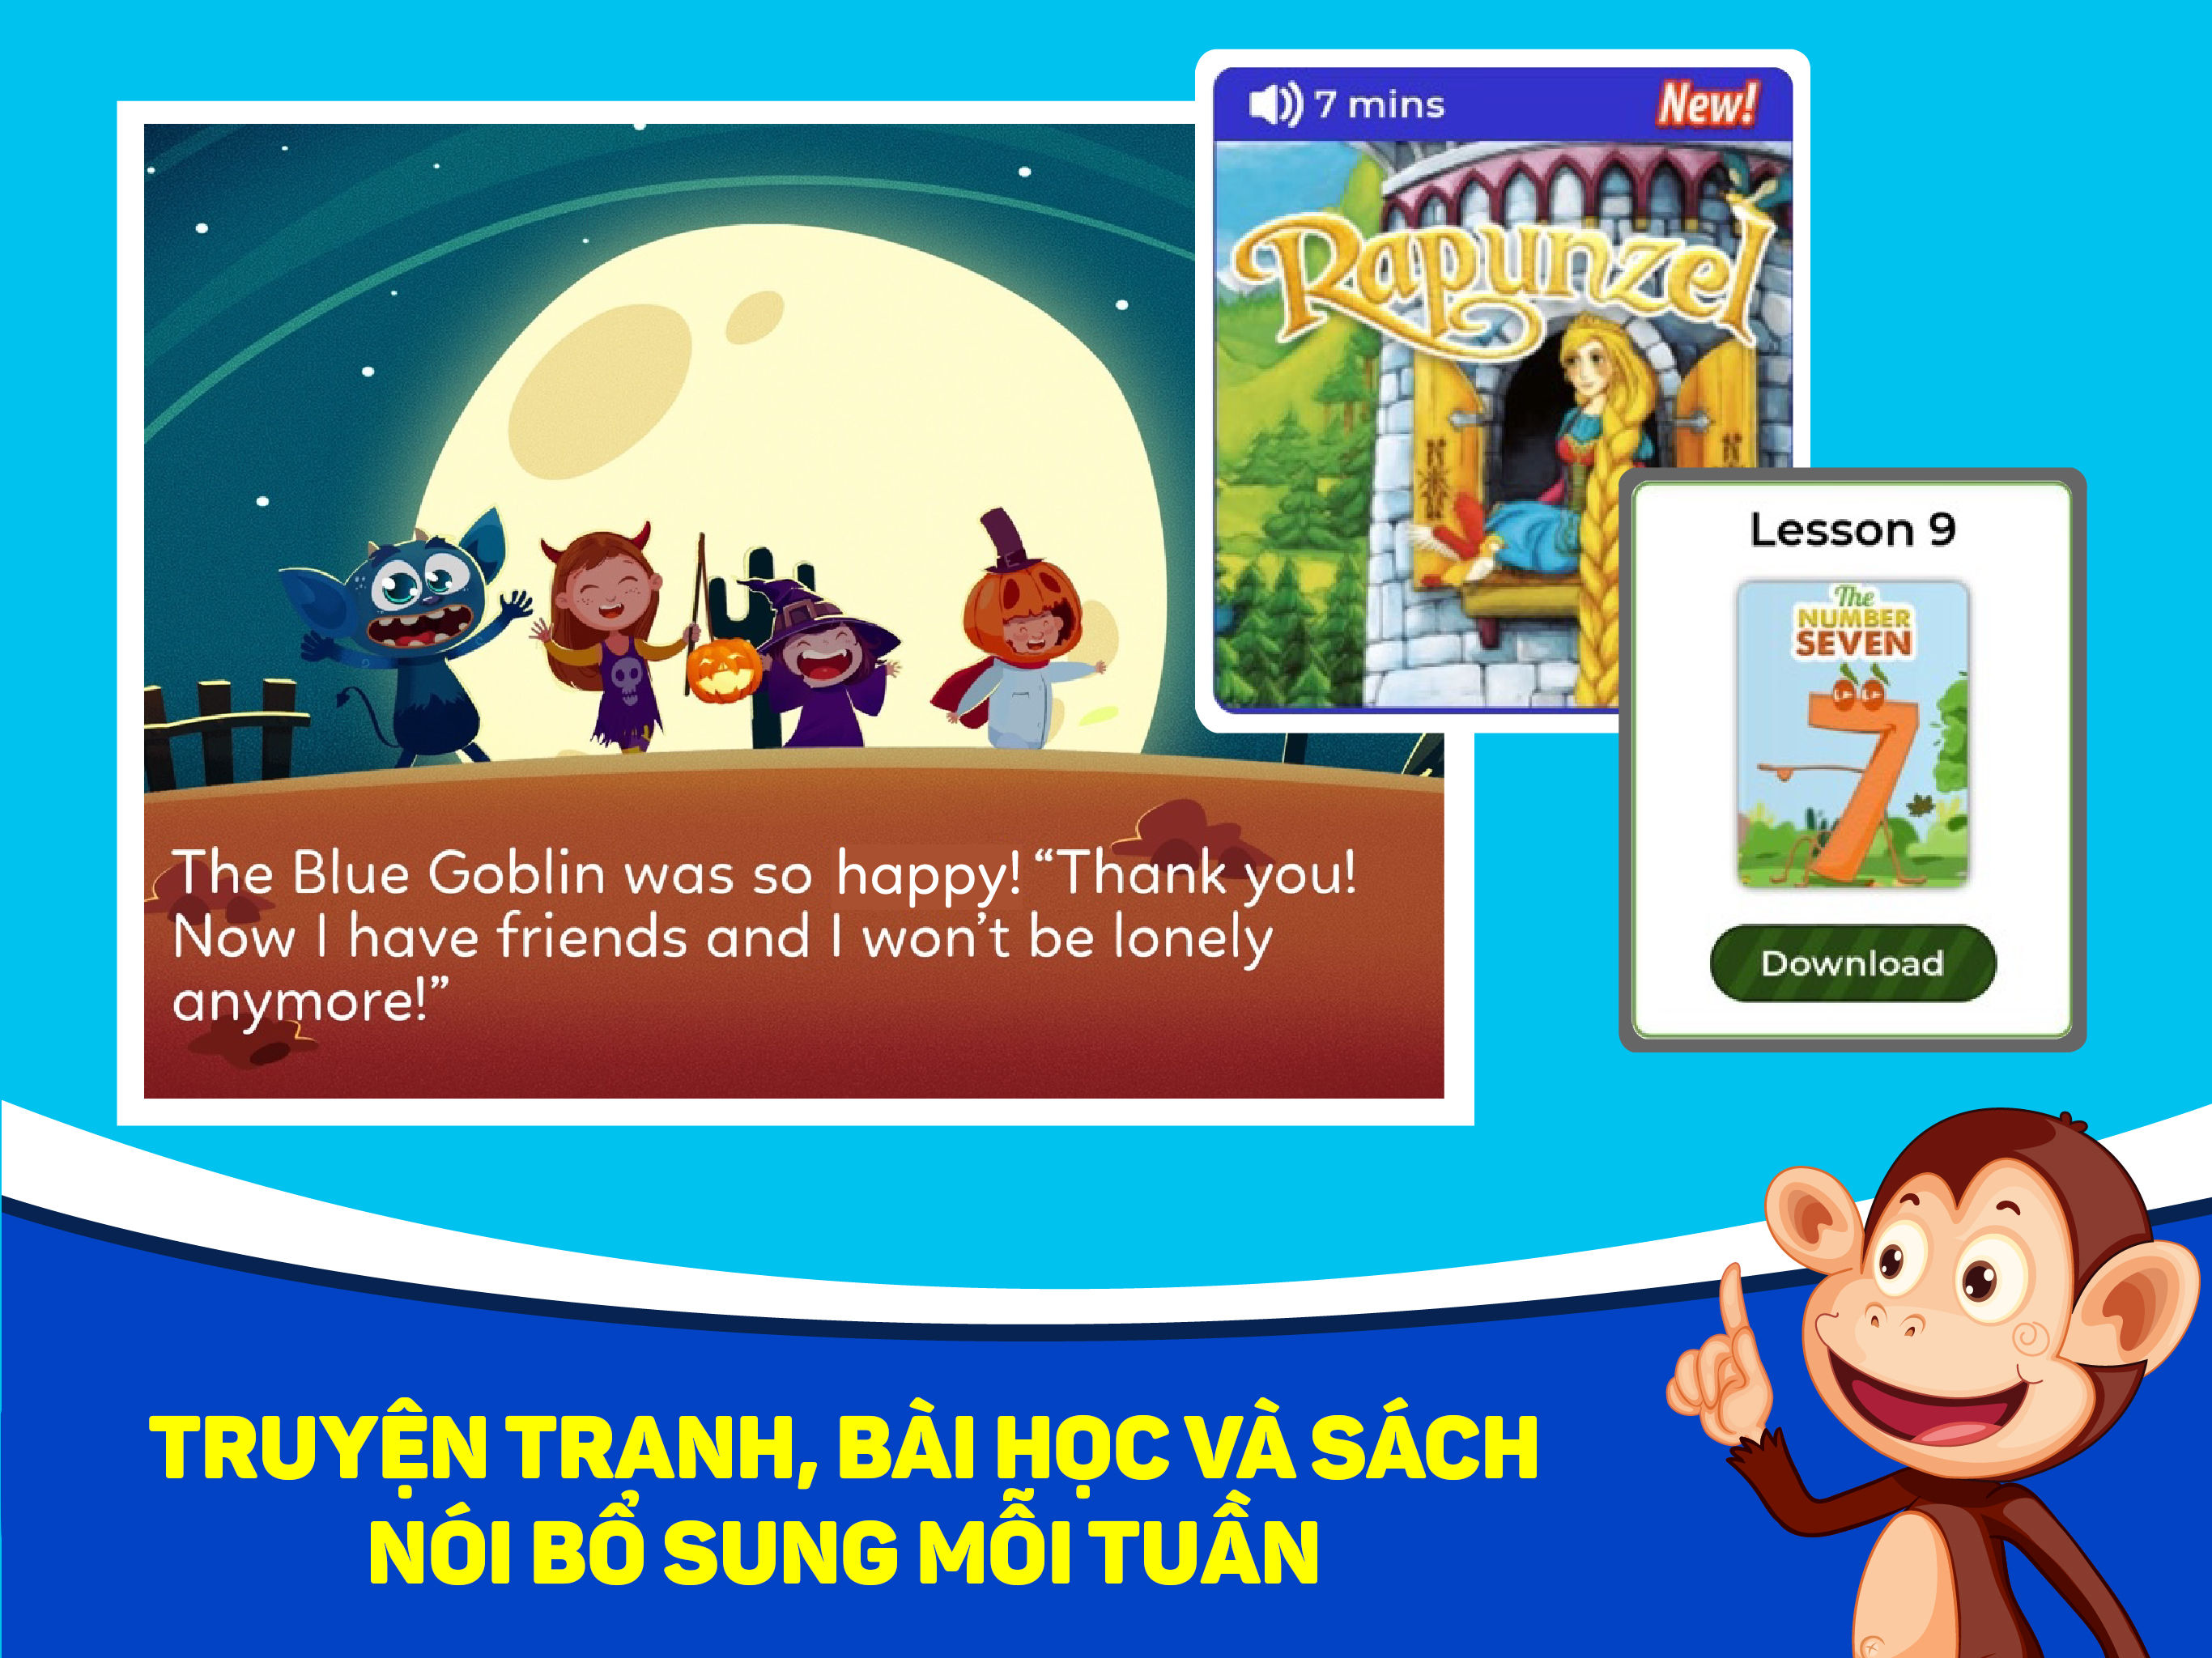 7 mins
New!
Rapunzel
Lesson 9
The
NUMBER
SEVEN
7
Download
The Blue Goblin was so happy! “Thank you!
Now I have friends and I won’t be lonely
anymore!”
TRUYỆN TRANH, BÀI HỌC VÀ SÁCH
NÓI BỔ SUNG MỖI TUẦN